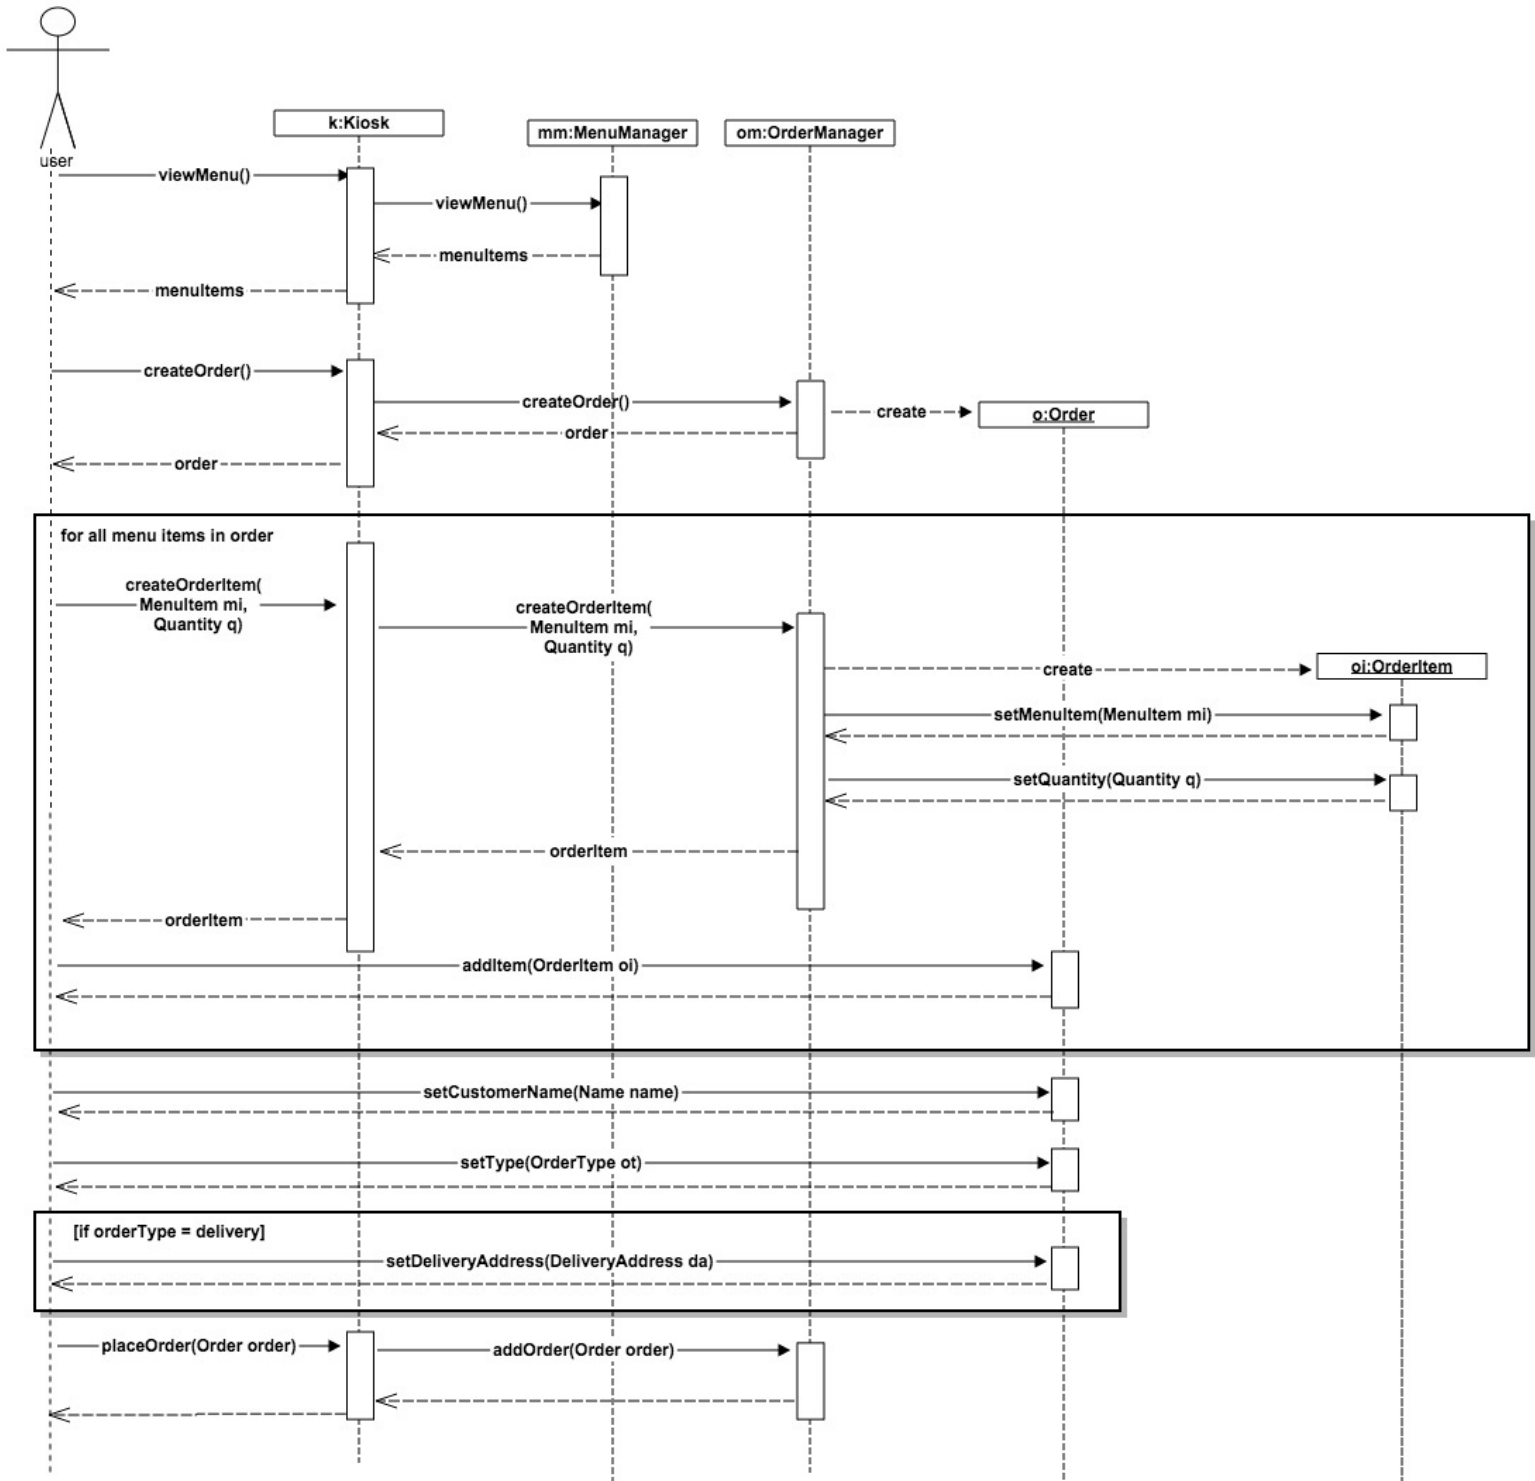 user
k:Kiosk
mm:MenuManager
om:OrderManager
viewMenu()
viewMenu()
menuItems
menuItems
createOrder()
createOrder()
create
o:Order
order
order
for all menu items in order
createOrderItem(
MenuItem mi,
Quantity q)
createOrderItem(
MenuItem mi,
Quantity q)
create
oi:OrderItem
setMenuItem(MenuItem mi)
setQuantity(Quantity q)
orderItem
orderItem
addItem(OrderItem oi)
setCustomerName(Name name)
setType(OrderType ot)
[if orderType = delivery]
setDeliveryAddress(DeliveryAddress da)
placeOrder(Order order)
addOrder(Order order)